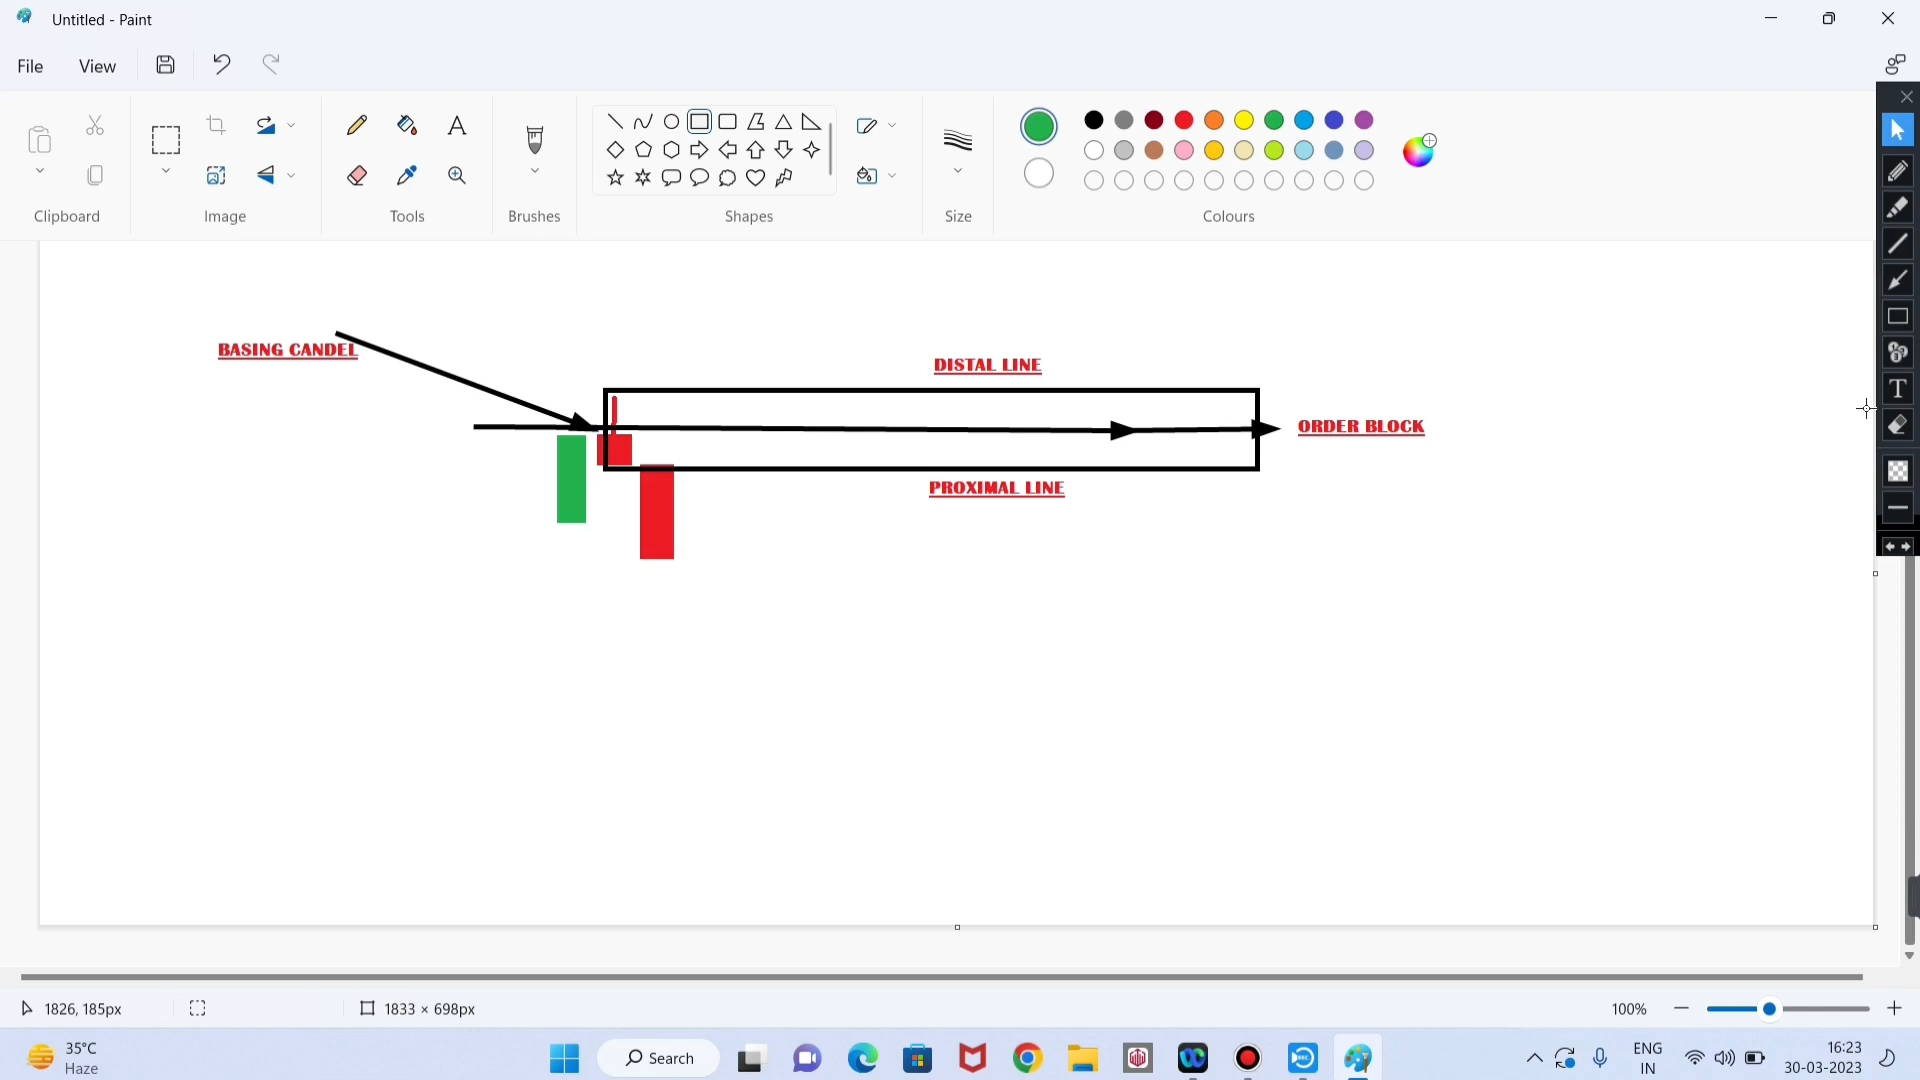 Untitled - Paint
File
View
Clipboard
Image
Tools
Brushes
Shapes
Size
Colours
BASING CANDEL
DISTAL LINE
ORDER BLOCK
PROXIMAL LINE
1826, 185px
1833 × 698px
100%
35°C
Haze
Search
ENG
IN
16:23
30-03-2023